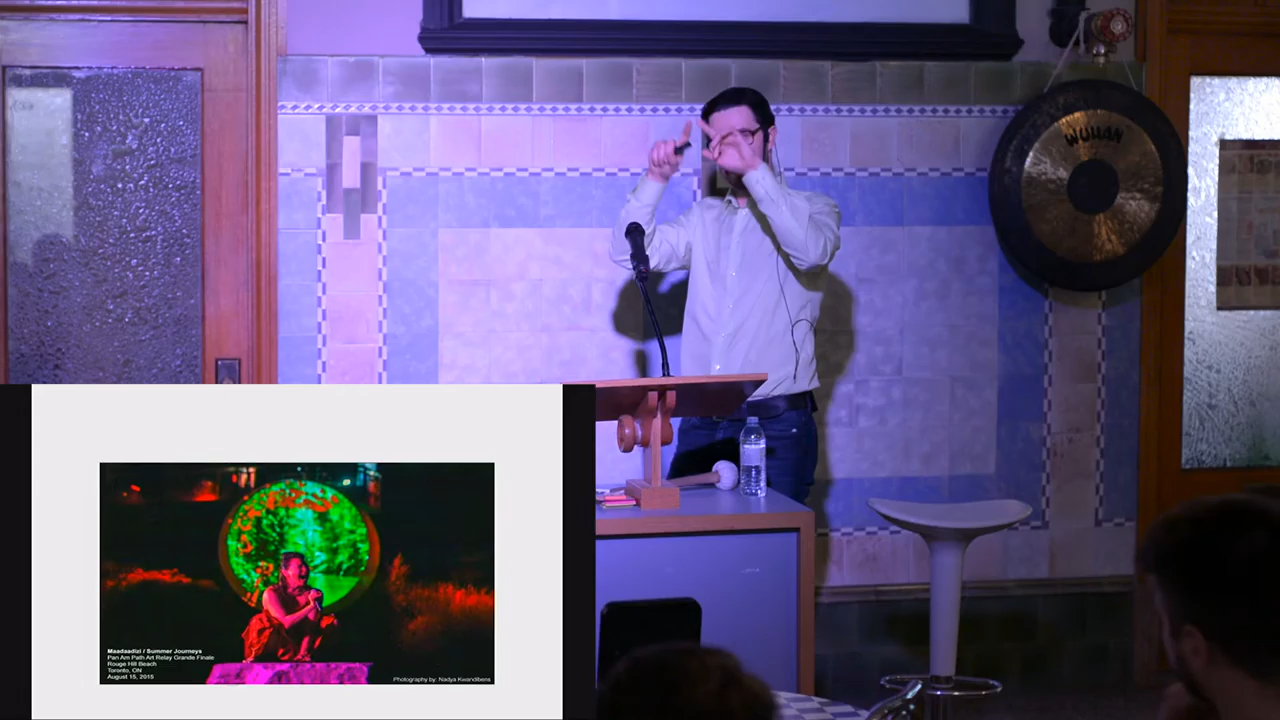 WUHAN
Maadaadizi / Summer Journeys
Pan Am Path Art Relay Grande Finale
Rouge Hill Beach
Toronto, ON
August 15, 2015
Photography by: Nadya Kwandibens